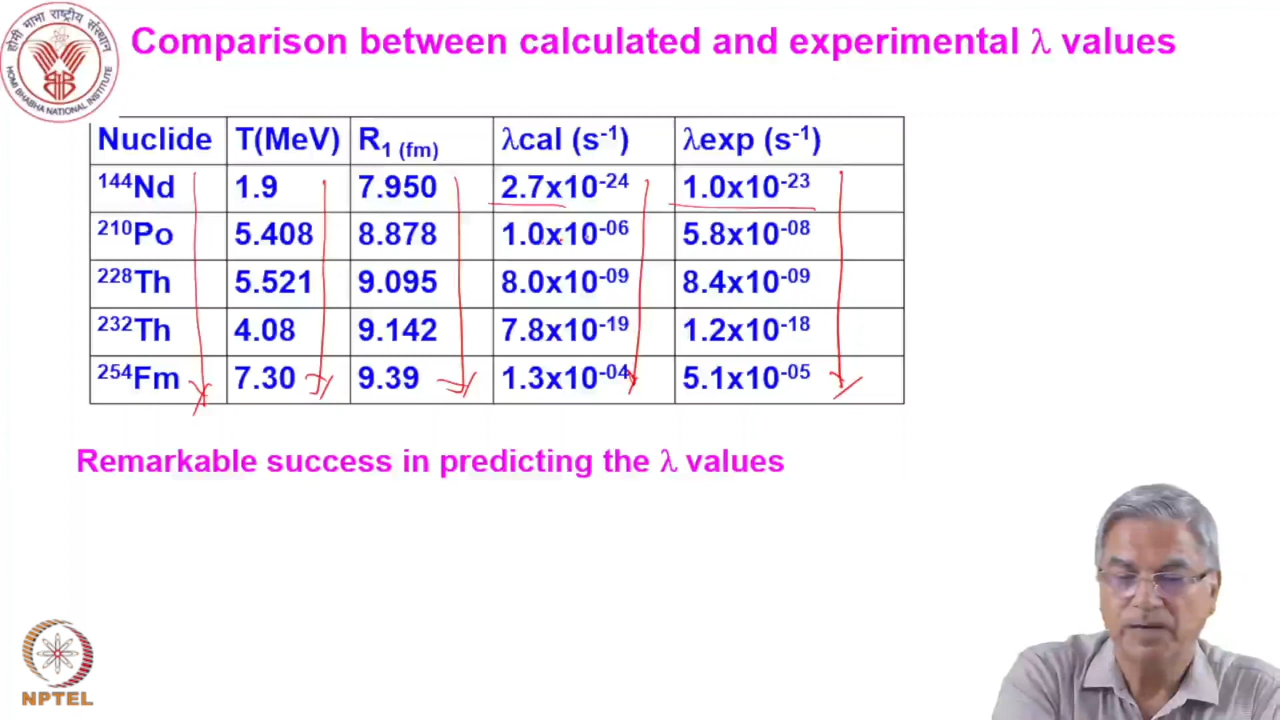 Comparison between calculated and experimental λ values
होमी भाभा राष्ट्रीय संस्थान
HOMI BHABHA NATIONAL INSTITUTE
Nuclide T(MeV) R₁ (fm) λcal (s⁻¹) λexp (s⁻¹)
¹⁴⁴Nd 1.9 7.950 2.7x10⁻²⁴ 1.0x10⁻²³
²¹⁰Po 5.408 8.878 1.0x10⁻⁰⁶ 5.8x10⁻⁰⁸
²²⁸Th 5.521 9.095 8.0x10⁻⁰⁹ 8.4x10⁻⁰⁹
²³²Th 4.08 9.142 7.8x10⁻¹⁹ 1.2x10⁻¹⁸
²⁵⁴Fm 7.30 9.39 1.3x10⁻⁰⁴ 5.1x10⁻⁰⁵
Remarkable success in predicting the λ values
NPTEL